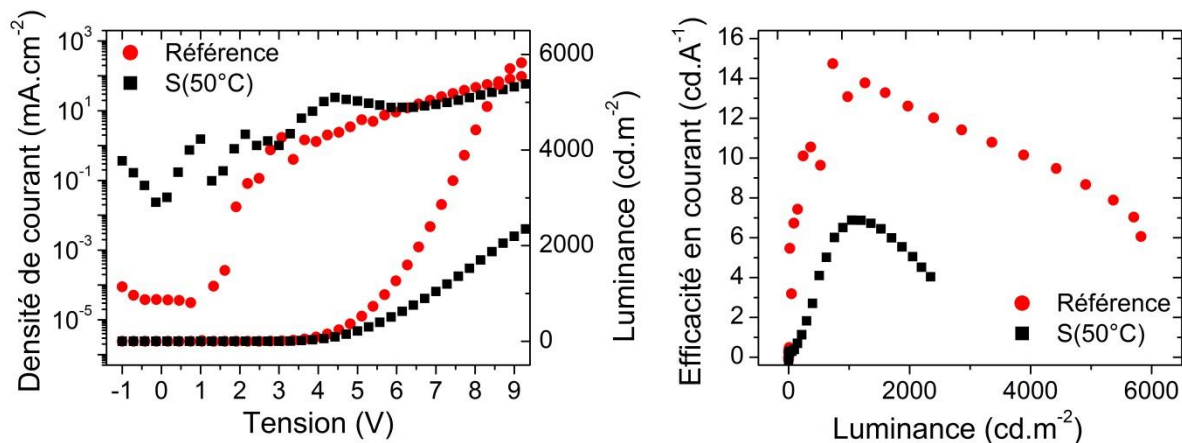 Densité de courant (mA.cm-2)
10³
10¹
10⁻¹
10⁻³
10⁻⁵
Référence
S(50°C)
-1 0 1 2 3 4 5 6 7 8 9
Tension (V)
6000
4000
2000
0
Luminance (cd.m-2)
Efficacité en courant (cd.A-1)
16
14
12
10
8
6
4
2
0
Référence
S(50°C)
0 2000 4000 6000
Luminance (cd.m-2)